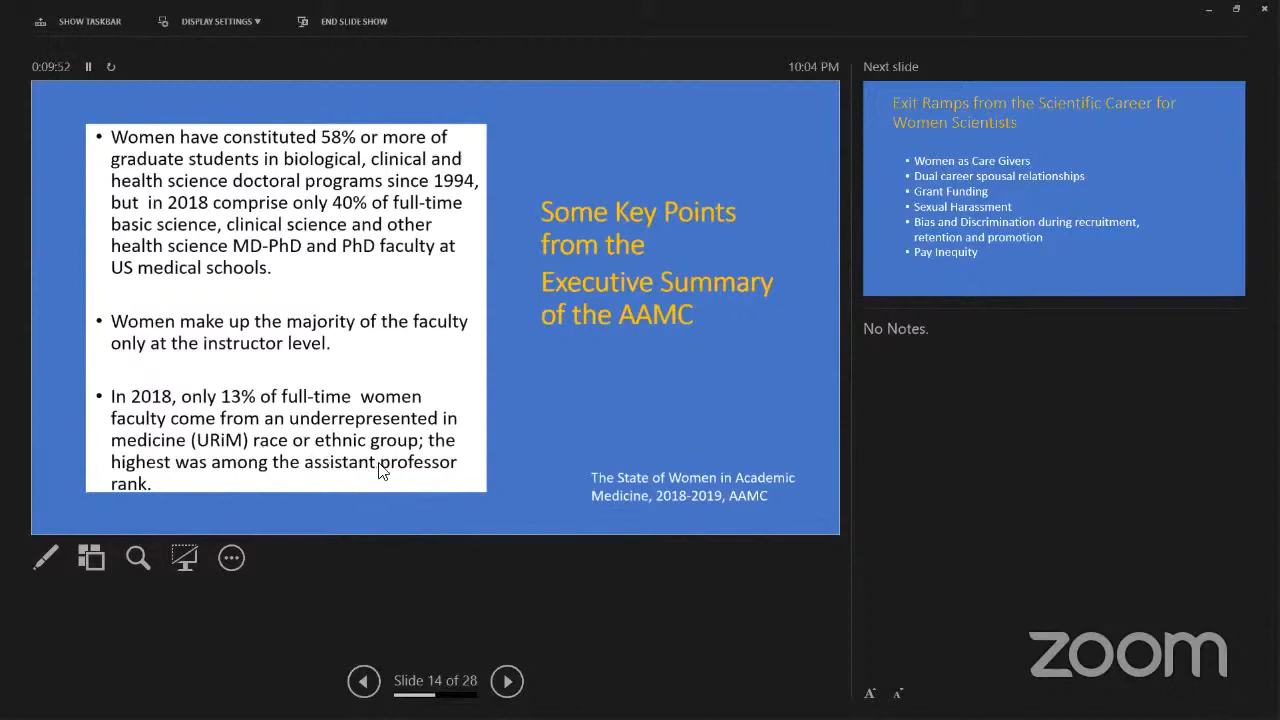 SHOW TASKBAR
DISPLAY SETTINGS ▼
END SLIDE SHOW
0:09:52
10:04 PM
• Women have constituted 58% or more of
graduate students in biological, clinical and
health science doctoral programs since 1994,
but  in 2018 comprise only 40% of full-time
basic science, clinical science and other
health science MD-PhD and PhD faculty at
US medical schools.
• Women make up the majority of the faculty
only at the instructor level.
• In 2018, only 13% of full-time  women
faculty come from an underrepresented in
medicine (URiM) race or ethnic group; the
highest was among the assistant professor
rank.
Some Key Points
from the
Executive Summary
of the AAMC
The State of Women in Academic
Medicine, 2018-2019, AAMC
Next slide
Exit Ramps from the Scientific Career for
Women Scientists
• Women as Care Givers
• Dual career spousal relationships
• Grant Funding
• Sexual Harassment
• Bias and Discrimination during recruitment,
retention and promotion
• Pay Inequity
No Notes.
Slide 14 of 28
A A
zoom